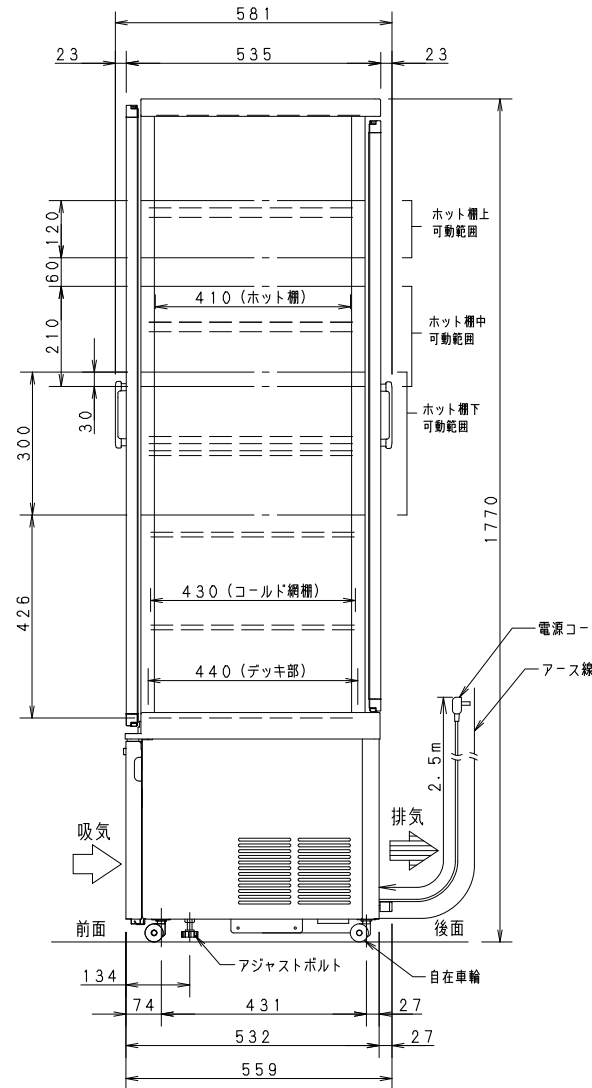 581
23
535
23
120
60
210
30
300
426
410 (ホット棚)
ホット棚上
可動範囲
ホット棚中
可動範囲
ホット棚下
可動範囲
1770
430 (コールド網棚)
440 (デッキ部)
電源コー
アース線
2.5m
吸気
排気
前面
後面
アジャストボルト
自在車輪
134
74
431
27
532
27
559